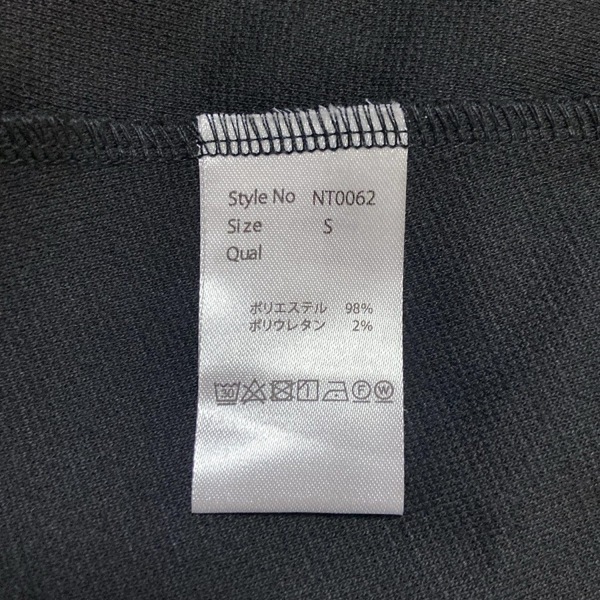 Style No NT0062
Size S
Qual
ポリエステル 98%
ポリウレタン 2%
30 F W